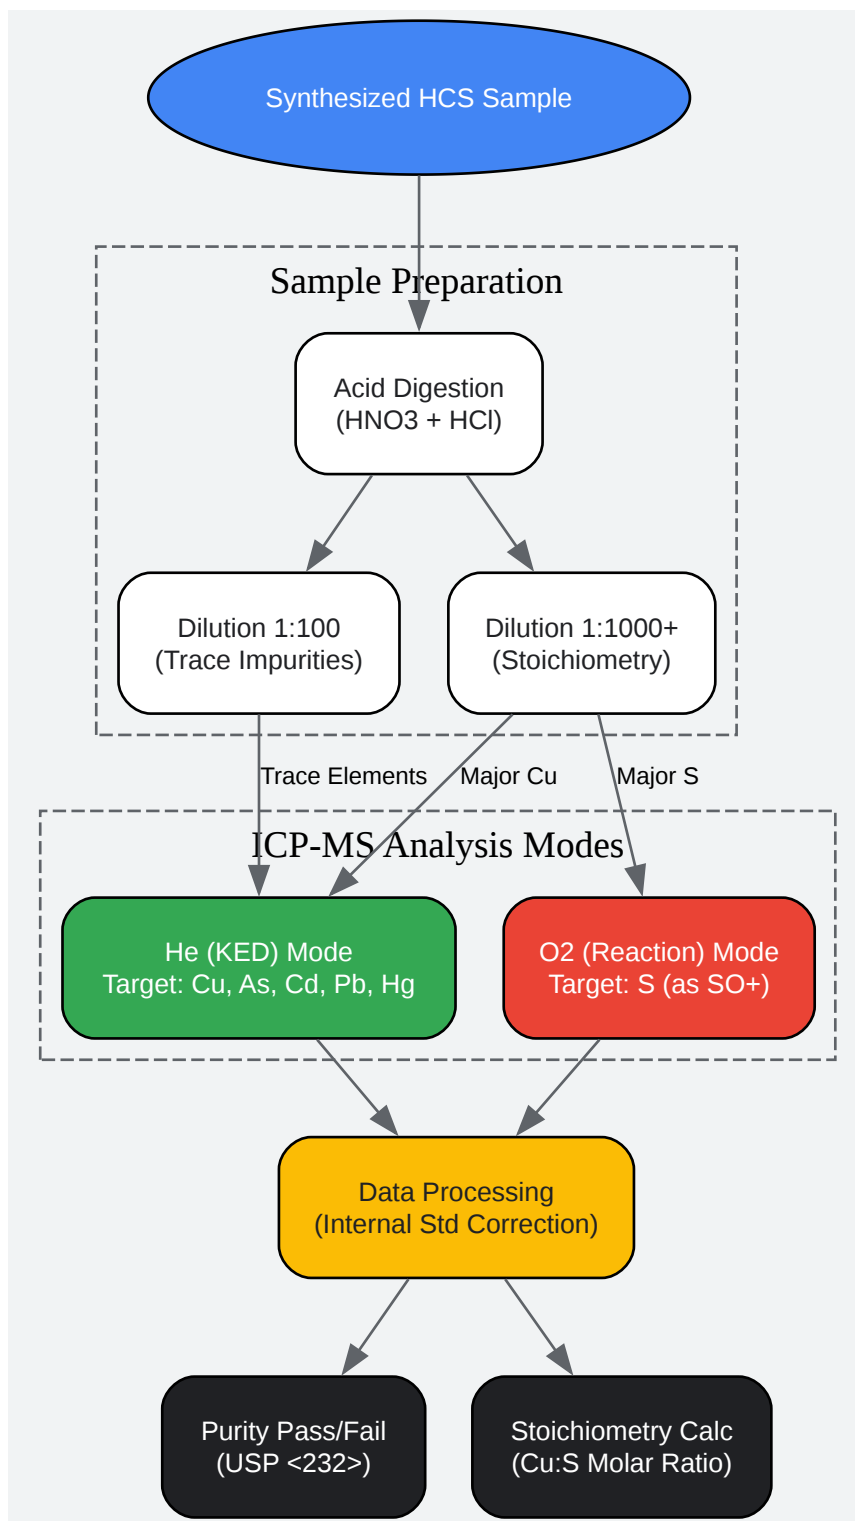 Synthesized HCS Sample
Sample Preparation
Acid Digestion
(HNO3 + HCl)
Dilution 1:100
(Trace Impurities)
Dilution 1:1000+
(Stoichiometry)
Trace Elements
Major Cu
Major S
ICP-MS Analysis Modes
He (KED) Mode
Target: Cu, As, Cd, Pb, Hg
O2 (Reaction) Mode
Target: S (as SO+)
Data Processing
(Internal Std Correction)
Purity Pass/Fail
(USP <232>)
Stoichiometry Calc
(Cu:S Molar Ratio)